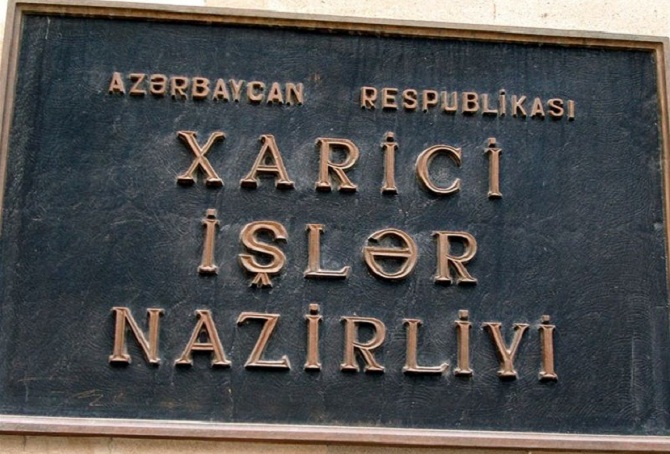 AZƏRBAYCAN RESPUBLİKASI
XARİCİ
İŞLƏR
NAZİRLİYİ